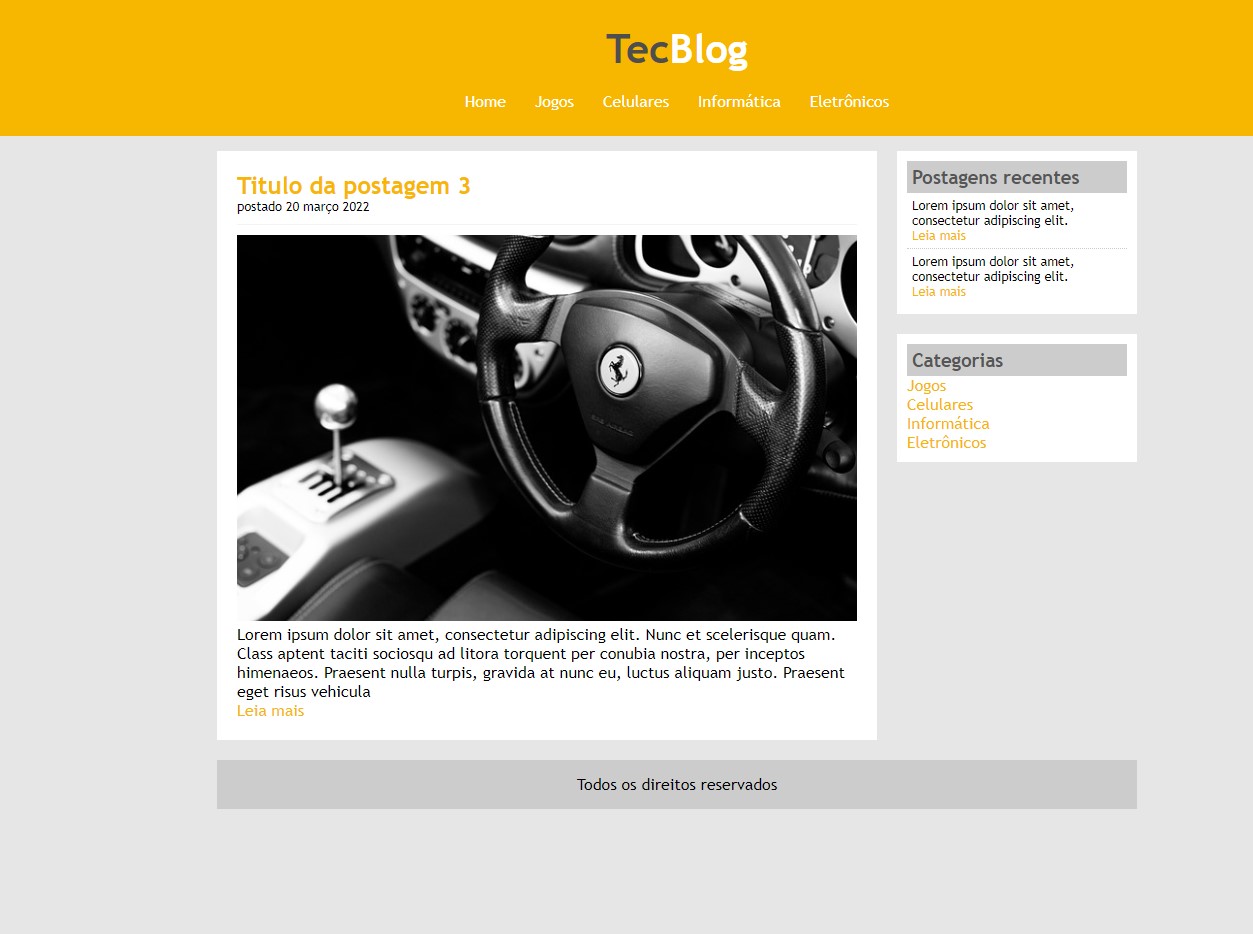 TecBlog
Home Jogos Celulares Informática Eletrônicos
Titulo da postagem 3
postado 20 março 2022
Lorem ipsum dolor sit amet, consectetur adipiscing elit. Nunc et scelerisque quam.
Class aptent taciti sociosqu ad litora torquent per conubia nostra, per inceptos
himenaeos. Praesent nulla turpis, gravida at nunc eu, luctus aliquam justo. Praesent
eget risus vehicula
Leia mais
Postagens recentes
Lorem ipsum dolor sit amet,
consectetur adipiscing elit.
Leia mais
Lorem ipsum dolor sit amet,
consectetur adipiscing elit.
Leia mais
Categorias
Jogos
Celulares
Informática
Eletrônicos
Todos os direitos reservados